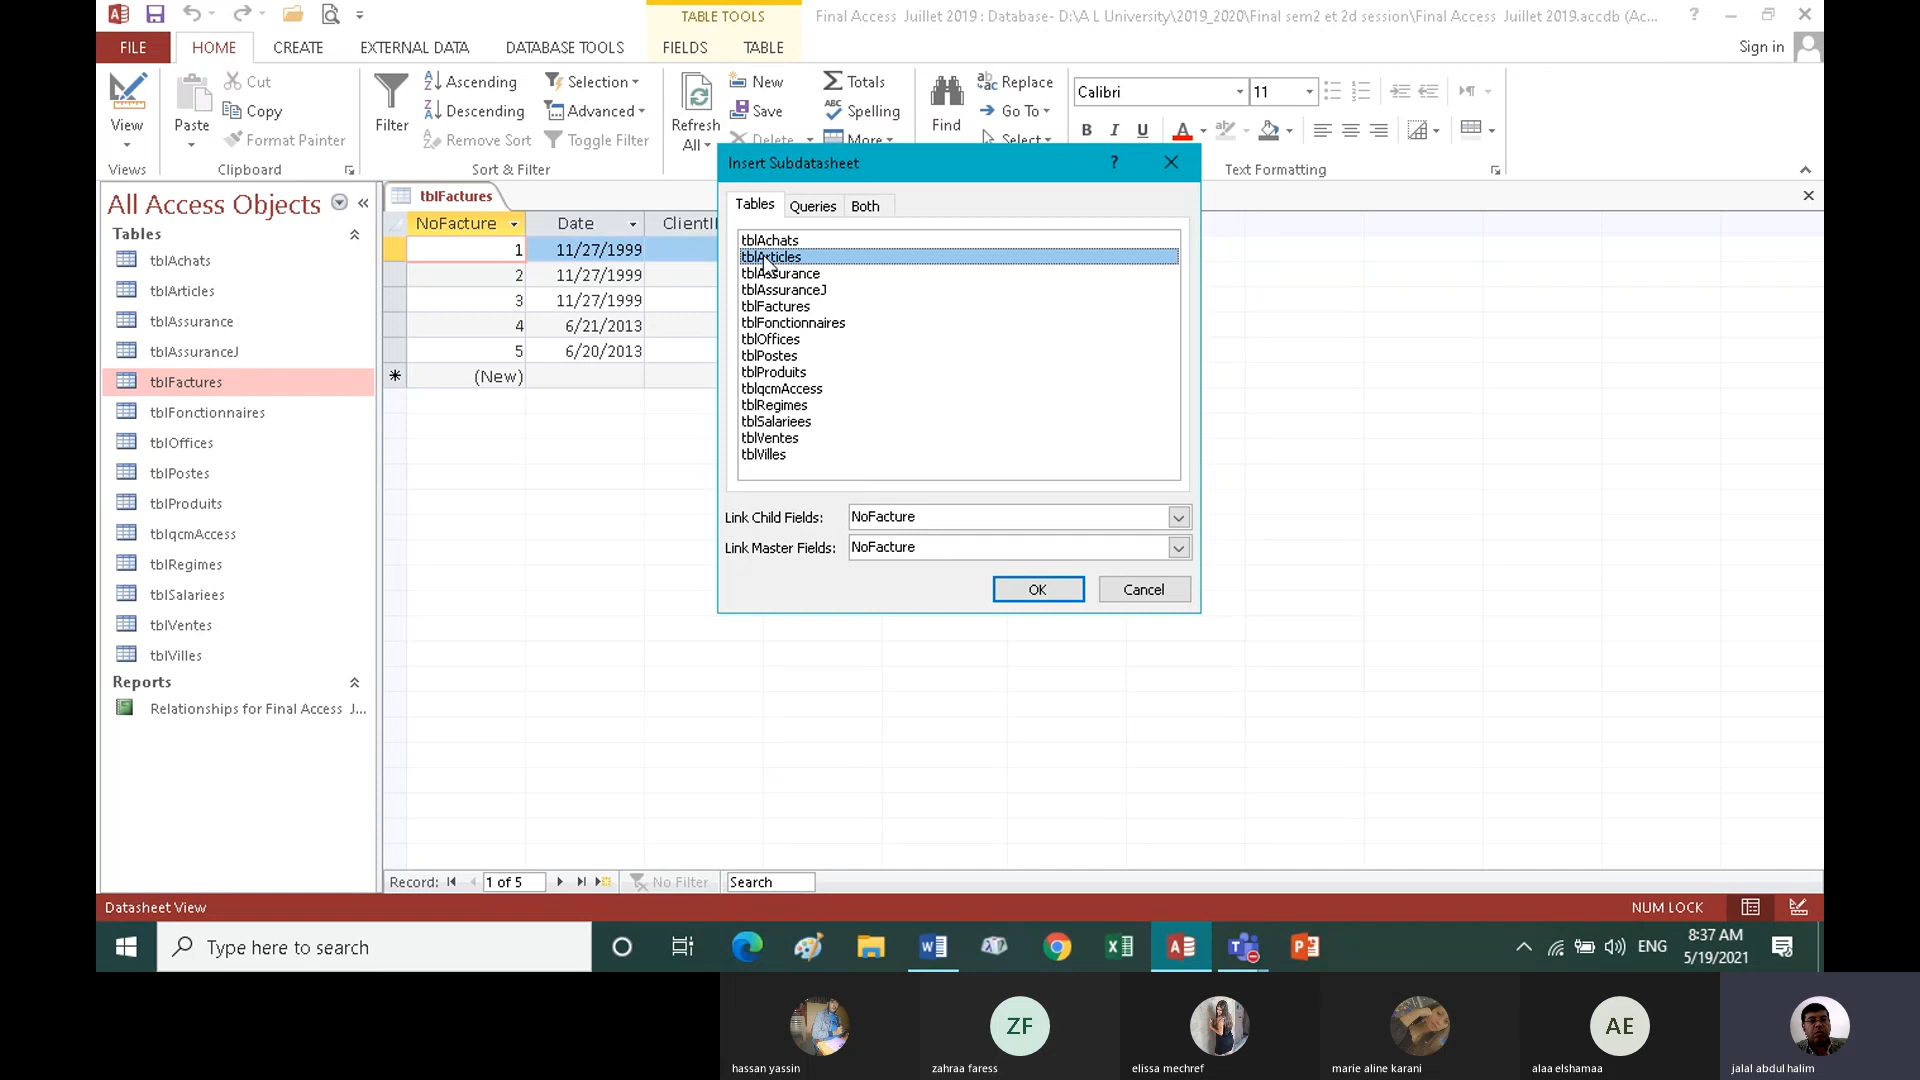 TABLE TOOLS
Final Access  Juillet 2019 : Database- D:\A L University\2019_2020\Final sem2 et 2d session\Final Access  Juillet 2019.accdb (Ac...
?
FILE
HOME
CREATE
EXTERNAL DATA
DATABASE TOOLS
FIELDS
TABLE
Sign in
View
Paste
Cut
Copy
Format Painter
Filter
Ascending
Descending
Remove Sort
Selection
Advanced
Toggle Filter
Refresh
All
New
Save
Delete
Totals
Spelling
More
Find
Replace
Go To
Select
Calibri
11
B I U A
Views
Clipboard
Sort & Filter
Text Formatting
All Access Objects
Tables
tblAchats
tblArticles
tblAssurance
tblAssuranceJ
tblFactures
tblFonctionnaires
tblOffices
tblPostes
tblProduits
tblqcmAccess
tblRegimes
tblSalariees
tblVentes
tblVilles
Reports
Relationships for Final Access  J...
tblFactures
NoFacture Date ClientI
1 11/27/1999
2 11/27/1999
3 11/27/1999
4 6/21/2013
5 6/20/2013
(New)
Insert Subdatasheet
?
Tables Queries Both
tblAchats
tblArticles
tblAssurance
tblAssuranceJ
tblFactures
tblFonctionnaires
tblOffices
tblPostes
tblProduits
tblqcmAccess
tblRegimes
tblSalariees
tblVentes
tblVilles
Link Child Fields: NoFacture
Link Master Fields: NoFacture
OK Cancel
Record: 1 of 5 No Filter Search
Datasheet View
NUM LOCK
Type here to search
ENG
8:37 AM
5/19/2021
ZF
AE
hassan yassin
zahraa faress
elissa mechref
marie aline karani
alaa elshamaa
jalal abdul halim